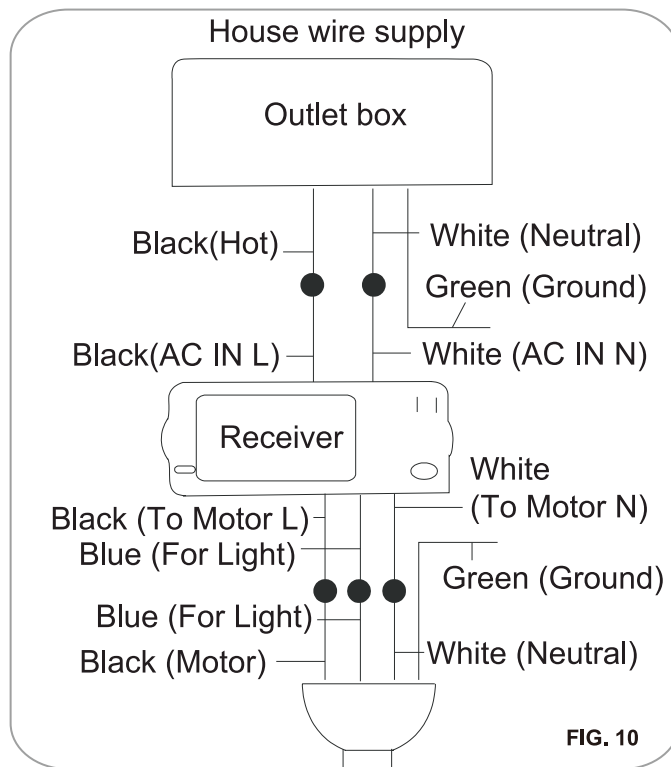 House wire supply
Outlet box
Black(Hot)
White (Neutral)
Green (Ground)
Black(AC IN L)
White (AC IN N)
Receiver
White
(To Motor N)
Black (To Motor L)
Blue (For Light)
Green (Ground)
Blue (For Light)
Black (Motor)
White (Neutral)
FIG. 10